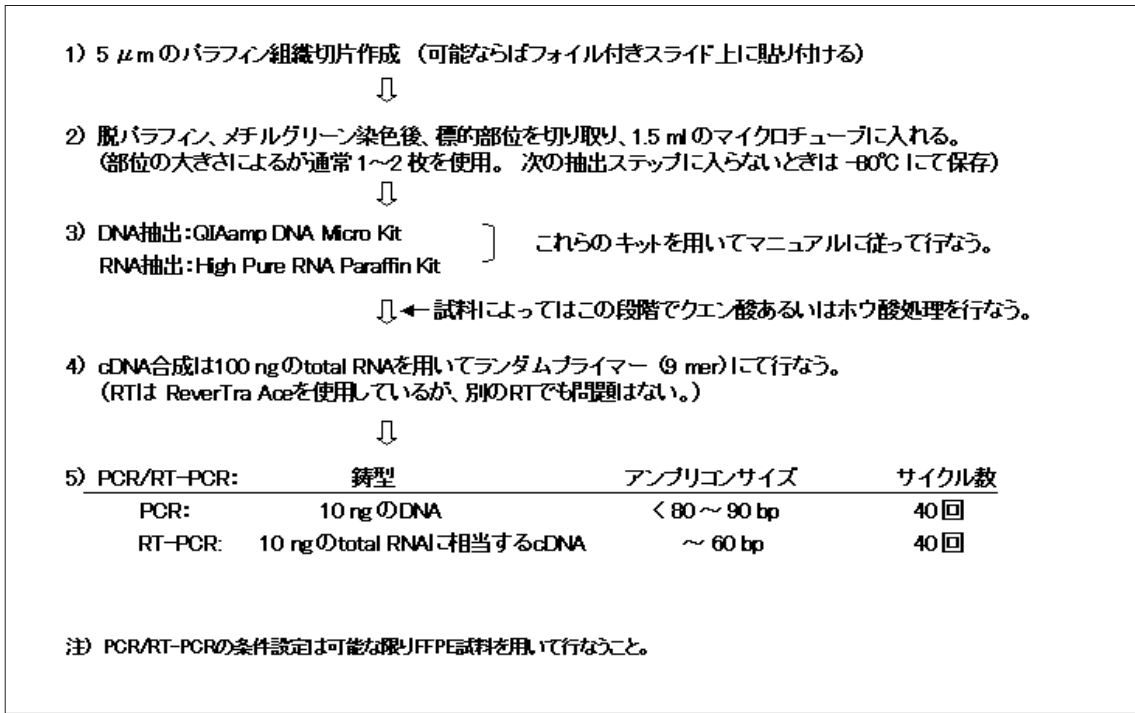 1) 5 μmのパラフィン組織切片作成 (可能ならばフォイル付きスライド上に貼り付ける)
⇩
2) 脱パラフィン、メチルグリーン染色後、標的部位を切り取り、1.5 mlのマイクロチューブに入れる。
(部位の大きさによるが通常1～2枚を使用。 次の抽出ステップに入らないときは -80℃にて保存)
⇩
3) DNA抽出:QIAamp DNA Micro Kit
これらのキットを用いてマニュアルに従って行なう。
RNA抽出:High Pure RNA Paraffin Kit
⇩←試料によってはこの段階でクエン酸あるいはホウ酸処理を行なう。
4) cDNA合成は100 ngのtotal RNAを用いてランダムプライマー (9 mer)にて行なう。
(RTは ReverTra Aceを使用しているが、別のRTでも問題はない。)
⇩
5) PCR/RT-PCR: 鋳型 アンプリコンサイズ サイクル数
PCR: 10 ngのDNA < 80 ～ 90 bp 40回
RT-PCR: 10 ngのtotal RNAに相当するcDNA ～ 60 bp 40回
注) PCR/RT-PCRの条件設定は可能な限りFFPE試料を用いて行なうこと。